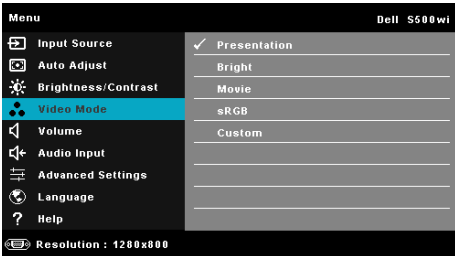 Menu Dell S500wi
Input Source
Auto Adjust
Brightness/Contrast
Video Mode
Volume
Audio Input
Advanced Settings
Language
? Help
Presentation
Bright
Movie
sRGB
Custom
Resolution : 1280x800